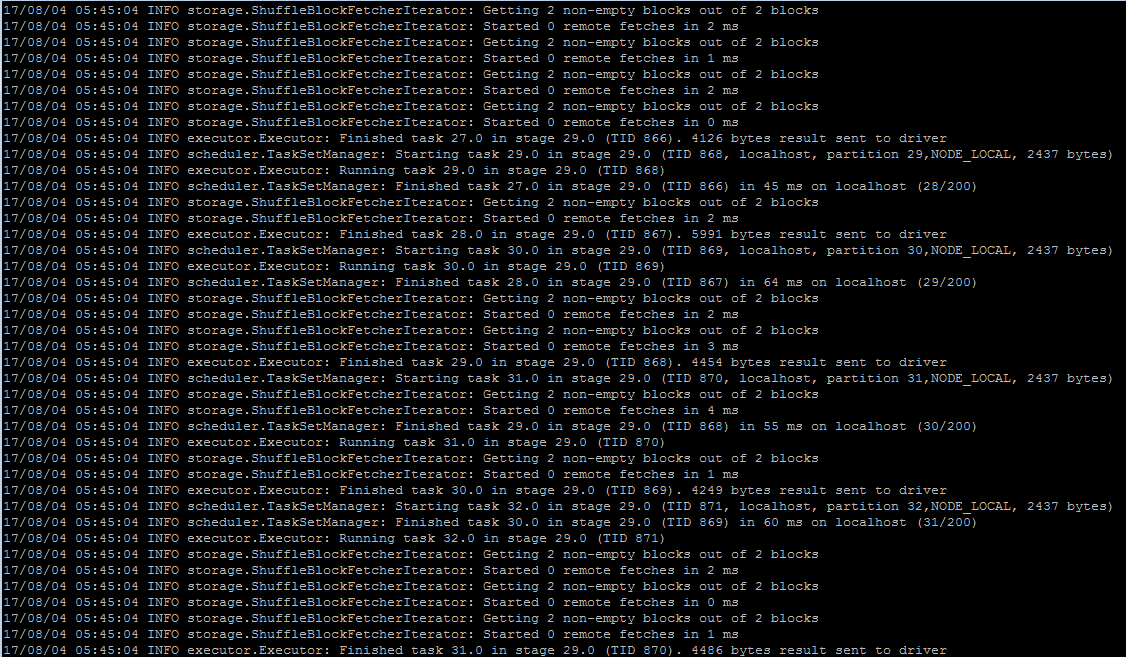 17/08/04 05:45:04 INFO storage.ShuffleBlockFetcherIterator: Getting 2 non-empty blocks out of 2 blocks
17/08/04 05:45:04 INFO storage.ShuffleBlockFetcherIterator: Started 0 remote fetches in 2 ms
17/08/04 05:45:04 INFO storage.ShuffleBlockFetcherIterator: Getting 2 non-empty blocks out of 2 blocks
17/08/04 05:45:04 INFO storage.ShuffleBlockFetcherIterator: Started 0 remote fetches in 1 ms
17/08/04 05:45:04 INFO storage.ShuffleBlockFetcherIterator: Getting 2 non-empty blocks out of 2 blocks
17/08/04 05:45:04 INFO storage.ShuffleBlockFetcherIterator: Started 0 remote fetches in 2 ms
17/08/04 05:45:04 INFO storage.ShuffleBlockFetcherIterator: Getting 2 non-empty blocks out of 2 blocks
17/08/04 05:45:04 INFO storage.ShuffleBlockFetcherIterator: Started 0 remote fetches in 0 ms
17/08/04 05:45:04 INFO executor.Executor: Finished task 27.0 in stage 29.0 (TID 866). 4126 bytes result sent to driver
17/08/04 05:45:04 INFO scheduler.TaskSetManager: Starting task 29.0 in stage 29.0 (TID 868, localhost, partition 29,NODE_LOCAL, 2437 bytes)
17/08/04 05:45:04 INFO executor.Executor: Running task 29.0 in stage 29.0 (TID 868)
17/08/04 05:45:04 INFO scheduler.TaskSetManager: Finished task 27.0 in stage 29.0 (TID 866) in 45 ms on localhost (28/200)
17/08/04 05:45:04 INFO storage.ShuffleBlockFetcherIterator: Getting 2 non-empty blocks out of 2 blocks
17/08/04 05:45:04 INFO storage.ShuffleBlockFetcherIterator: Started 0 remote fetches in 2 ms
17/08/04 05:45:04 INFO executor.Executor: Finished task 28.0 in stage 29.0 (TID 867). 5991 bytes result sent to driver
17/08/04 05:45:04 INFO scheduler.TaskSetManager: Starting task 30.0 in stage 29.0 (TID 869, localhost, partition 30,NODE_LOCAL, 2437 bytes)
17/08/04 05:45:04 INFO executor.Executor: Running task 30.0 in stage 29.0 (TID 869)
17/08/04 05:45:04 INFO scheduler.TaskSetManager: Finished task 28.0 in stage 29.0 (TID 867) in 64 ms on localhost (29/200)
17/08/04 05:45:04 INFO storage.ShuffleBlockFetcherIterator: Getting 2 non-empty blocks out of 2 blocks
17/08/04 05:45:04 INFO storage.ShuffleBlockFetcherIterator: Started 0 remote fetches in 2 ms
17/08/04 05:45:04 INFO storage.ShuffleBlockFetcherIterator: Getting 2 non-empty blocks out of 2 blocks
17/08/04 05:45:04 INFO storage.ShuffleBlockFetcherIterator: Started 0 remote fetches in 3 ms
17/08/04 05:45:04 INFO executor.Executor: Finished task 29.0 in stage 29.0 (TID 868). 4454 bytes result sent to driver
17/08/04 05:45:04 INFO scheduler.TaskSetManager: Starting task 31.0 in stage 29.0 (TID 870, localhost, partition 31,NODE_LOCAL, 2437 bytes)
17/08/04 05:45:04 INFO storage.ShuffleBlockFetcherIterator: Getting 2 non-empty blocks out of 2 blocks
17/08/04 05:45:04 INFO storage.ShuffleBlockFetcherIterator: Started 0 remote fetches in 4 ms
17/08/04 05:45:04 INFO scheduler.TaskSetManager: Finished task 29.0 in stage 29.0 (TID 868) in 55 ms on localhost (30/200)
17/08/04 05:45:04 INFO executor.Executor: Running task 31.0 in stage 29.0 (TID 870)
17/08/04 05:45:04 INFO storage.ShuffleBlockFetcherIterator: Getting 2 non-empty blocks out of 2 blocks
17/08/04 05:45:04 INFO storage.ShuffleBlockFetcherIterator: Started 0 remote fetches in 1 ms
17/08/04 05:45:04 INFO executor.Executor: Finished task 30.0 in stage 29.0 (TID 869). 4249 bytes result sent to driver
17/08/04 05:45:04 INFO scheduler.TaskSetManager: Starting task 32.0 in stage 29.0 (TID 871, localhost, partition 32,NODE_LOCAL, 2437 bytes)
17/08/04 05:45:04 INFO scheduler.TaskSetManager: Finished task 30.0 in stage 29.0 (TID 869) in 60 ms on localhost (31/200)
17/08/04 05:45:04 INFO executor.Executor: Running task 32.0 in stage 29.0 (TID 871)
17/08/04 05:45:04 INFO storage.ShuffleBlockFetcherIterator: Getting 2 non-empty blocks out of 2 blocks
17/08/04 05:45:04 INFO storage.ShuffleBlockFetcherIterator: Started 0 remote fetches in 2 ms
17/08/04 05:45:04 INFO storage.ShuffleBlockFetcherIterator: Getting 2 non-empty blocks out of 2 blocks
17/08/04 05:45:04 INFO storage.ShuffleBlockFetcherIterator: Started 0 remote fetches in 0 ms
17/08/04 05:45:04 INFO storage.ShuffleBlockFetcherIterator: Getting 2 non-empty blocks out of 2 blocks
17/08/04 05:45:04 INFO storage.ShuffleBlockFetcherIterator: Started 0 remote fetches in 1 ms
17/08/04 05:45:04 INFO executor.Executor: Finished task 31.0 in stage 29.0 (TID 870). 4486 bytes result sent to driver